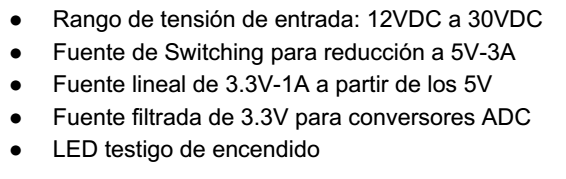 ● Rango de tensión de entrada: 12VDC a 30VDC
● Fuente de Switching para reducción a 5V-3A
● Fuente lineal de 3.3V-1A a partir de los 5V
● Fuente filtrada de 3.3V para conversores ADC
● LED testigo de encendido